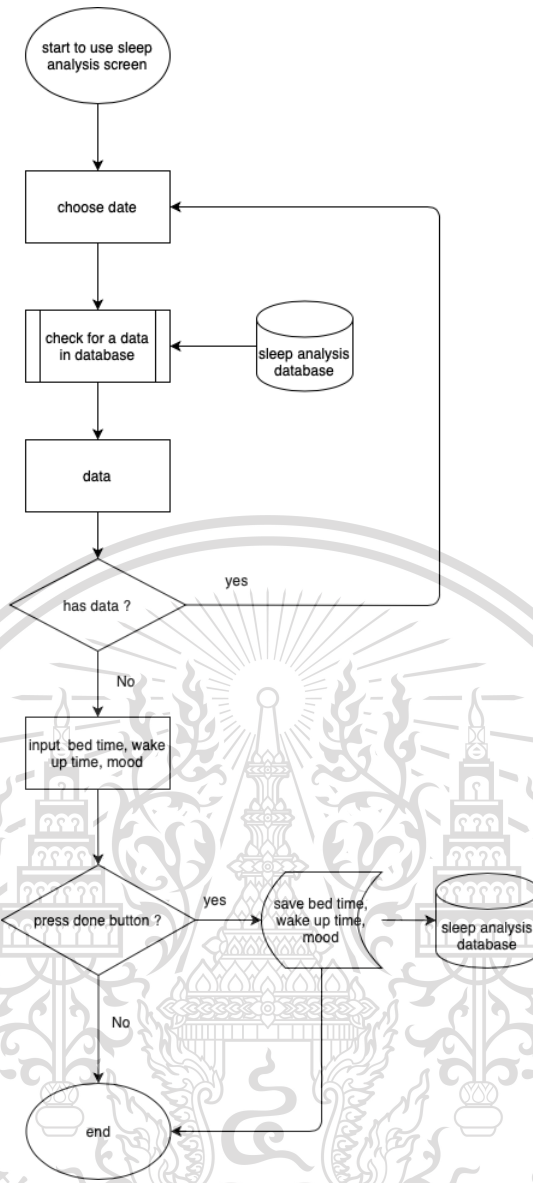 start to use sleep
analysis screen
choose date
check for a data
in database
sleep analysis
database
data
has data ?
yes
No
input  bed time, wake
up time, mood
press done button ?
yes
save bed time,
wake up time,
mood
sleep analysis
database
No
end